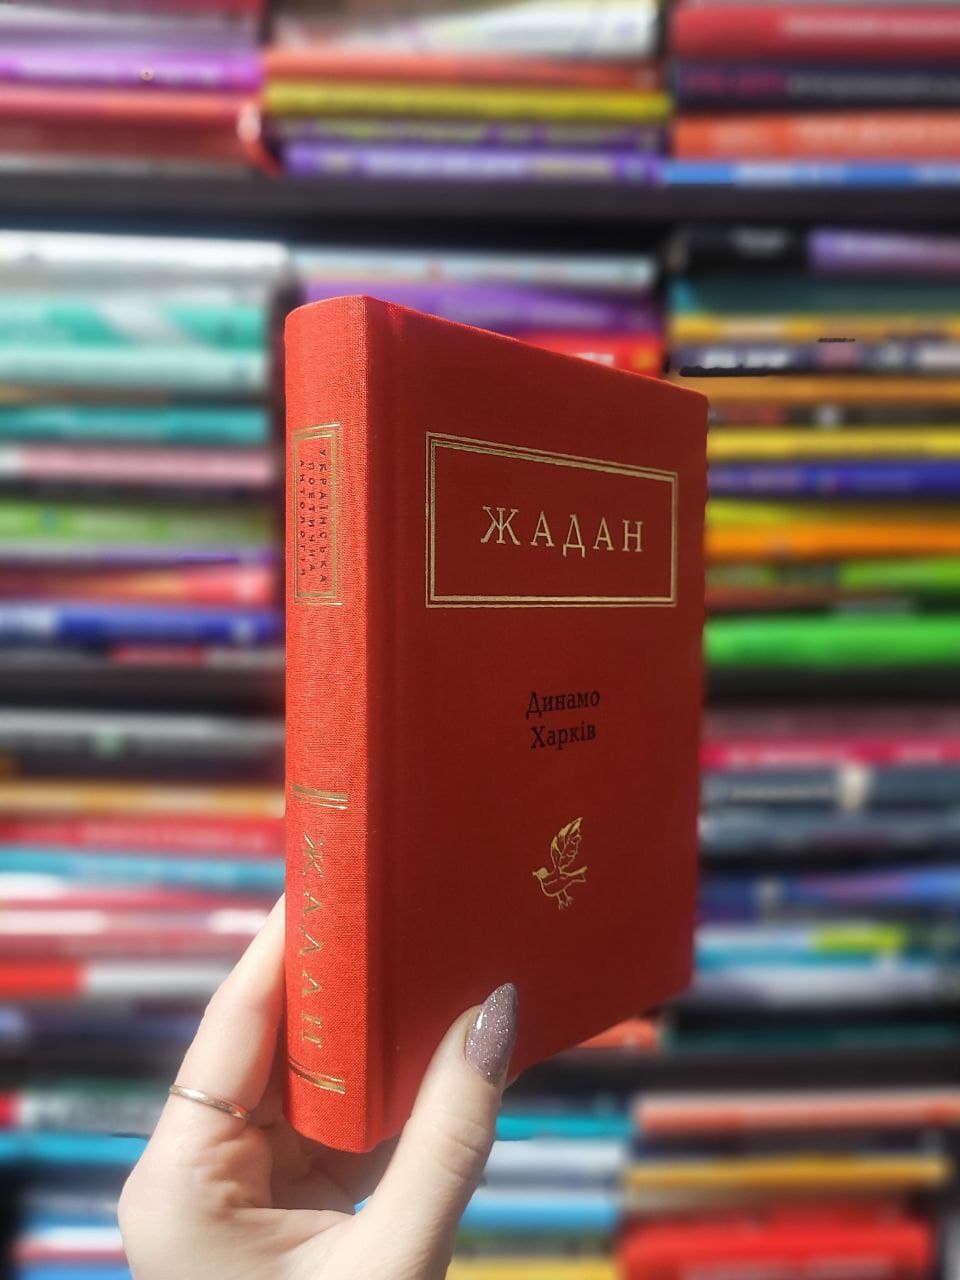 УКРАЇНСЬКА
ПОЕТИЧНА
АНТОЛОГІЯ
ЖАДАН
ЖАДАН
Динамо
Харків